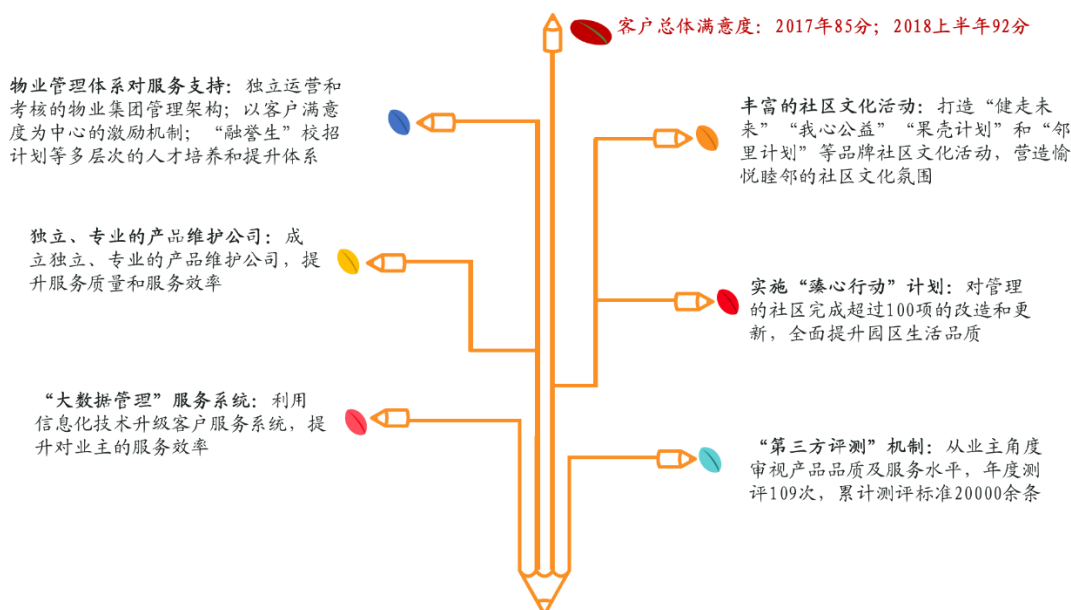 客户总体满意度：2017年85分；2018上半年92分
物业管理体系对服务支持：独立运营和
考核的物业集团管理架构；以客户满意
度为中心的激励机制；“融誉生”校招
计划等多层次的人才培养和提升体系
丰富的社区文化活动：打造“健走未
来”“我心公益”“果壳计划”和“邻
里计划”等品牌社区文化活动，营造愉
悦睦邻的社区文化氛围
独立、专业的产品维护公司：成
立独立、专业的产品维护公司，提
升服务质量和服务效率
实施“臻心行动”计划：对管理
的社区完成超过100项的改造和更
新，全面提升园区生活品质
“大数据管理”服务系统：利用
信息化技术升级客户服务系统，提
升对业主的服务效率
“第三方评测”机制：从业主角度
审视产品品质及服务水平，年度测
评109次，累计测评标准20000余条